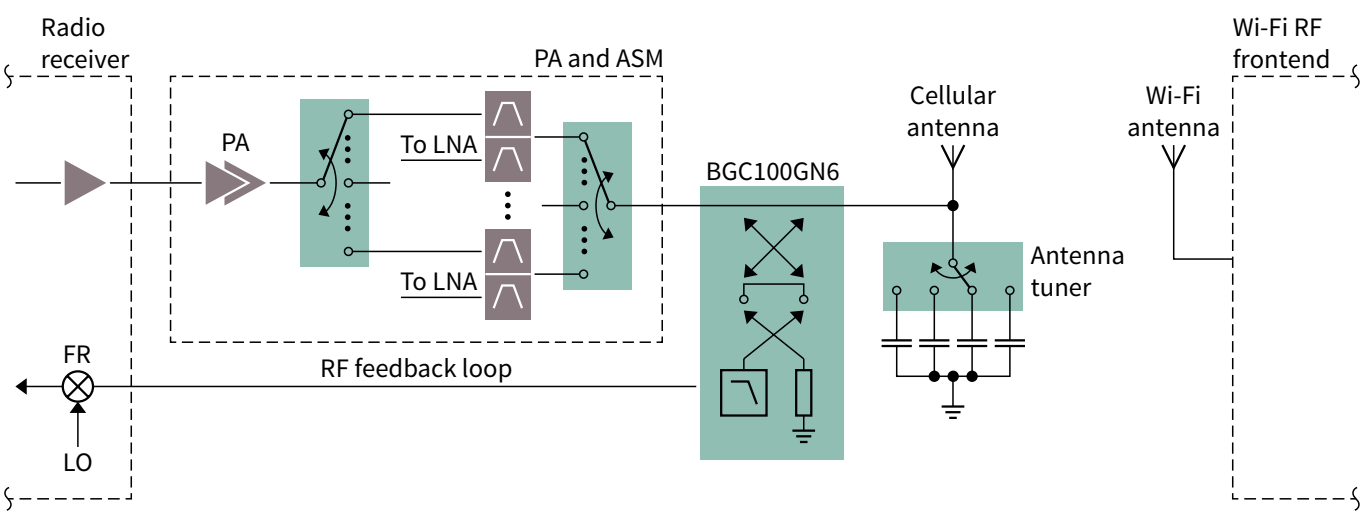 Radio
receiver
PA and ASM
Wi-Fi RF
frontend
Cellular
antenna
Wi-Fi
antenna
PA
To LNA
BGC100GN6
Antenna
tuner
To LNA
FR
RF feedback loop
LO